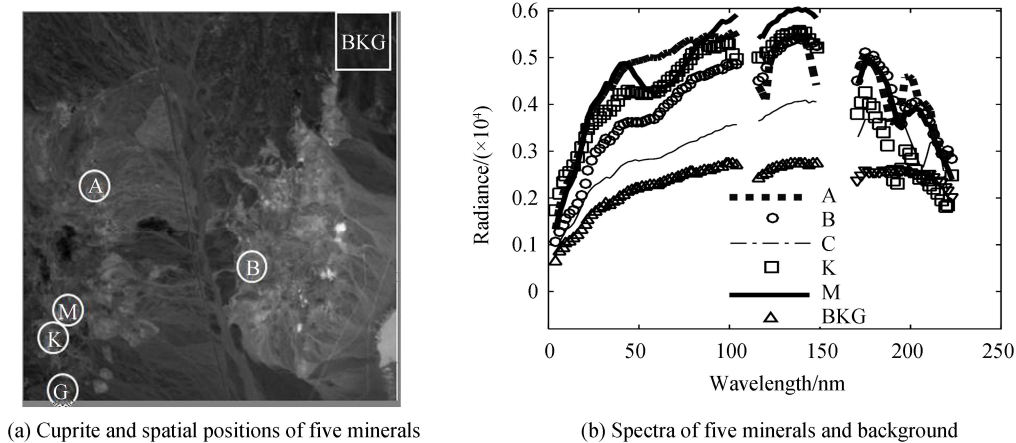 BKG
A
B
M
K
G
(a) Cuprite and spatial positions of five minerals
Radiance/(×10⁴)
0.6
0.5
0.4
0.3
0.2
0.1
0
A
B
C
K
M
BKG
0 50 100 150 200 250
Wavelength/nm
(b) Spectra of five minerals and background